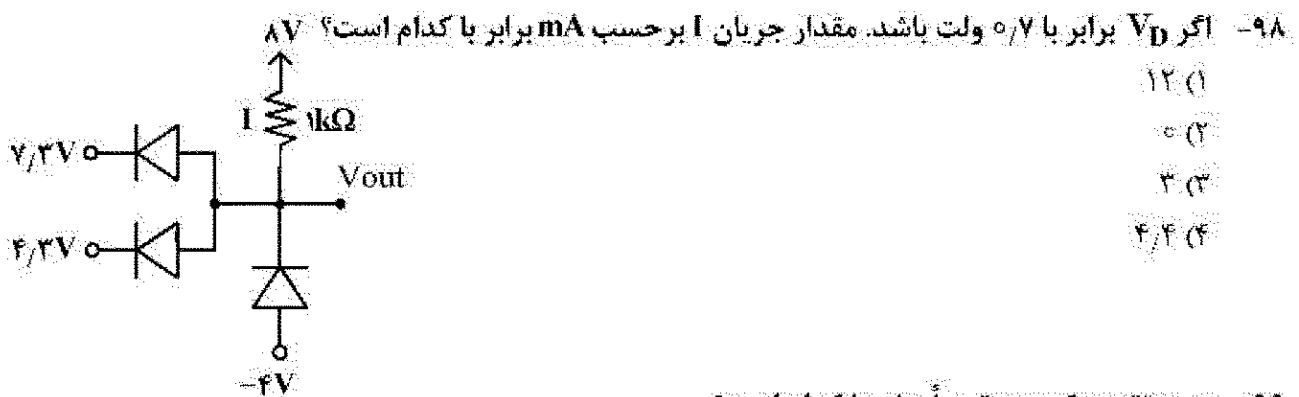 ۹۸- اگر V_D برابر با ۰/۷ ولت باشد. مقدار جریان I برحسب mA برابر با کدام است؟
۱) ۱۲
۲) ۰
۳) ۳
۴) ۴/۴
۸V
I
۱kΩ
۷/۳V
Vout
۴/۳V
-۴V